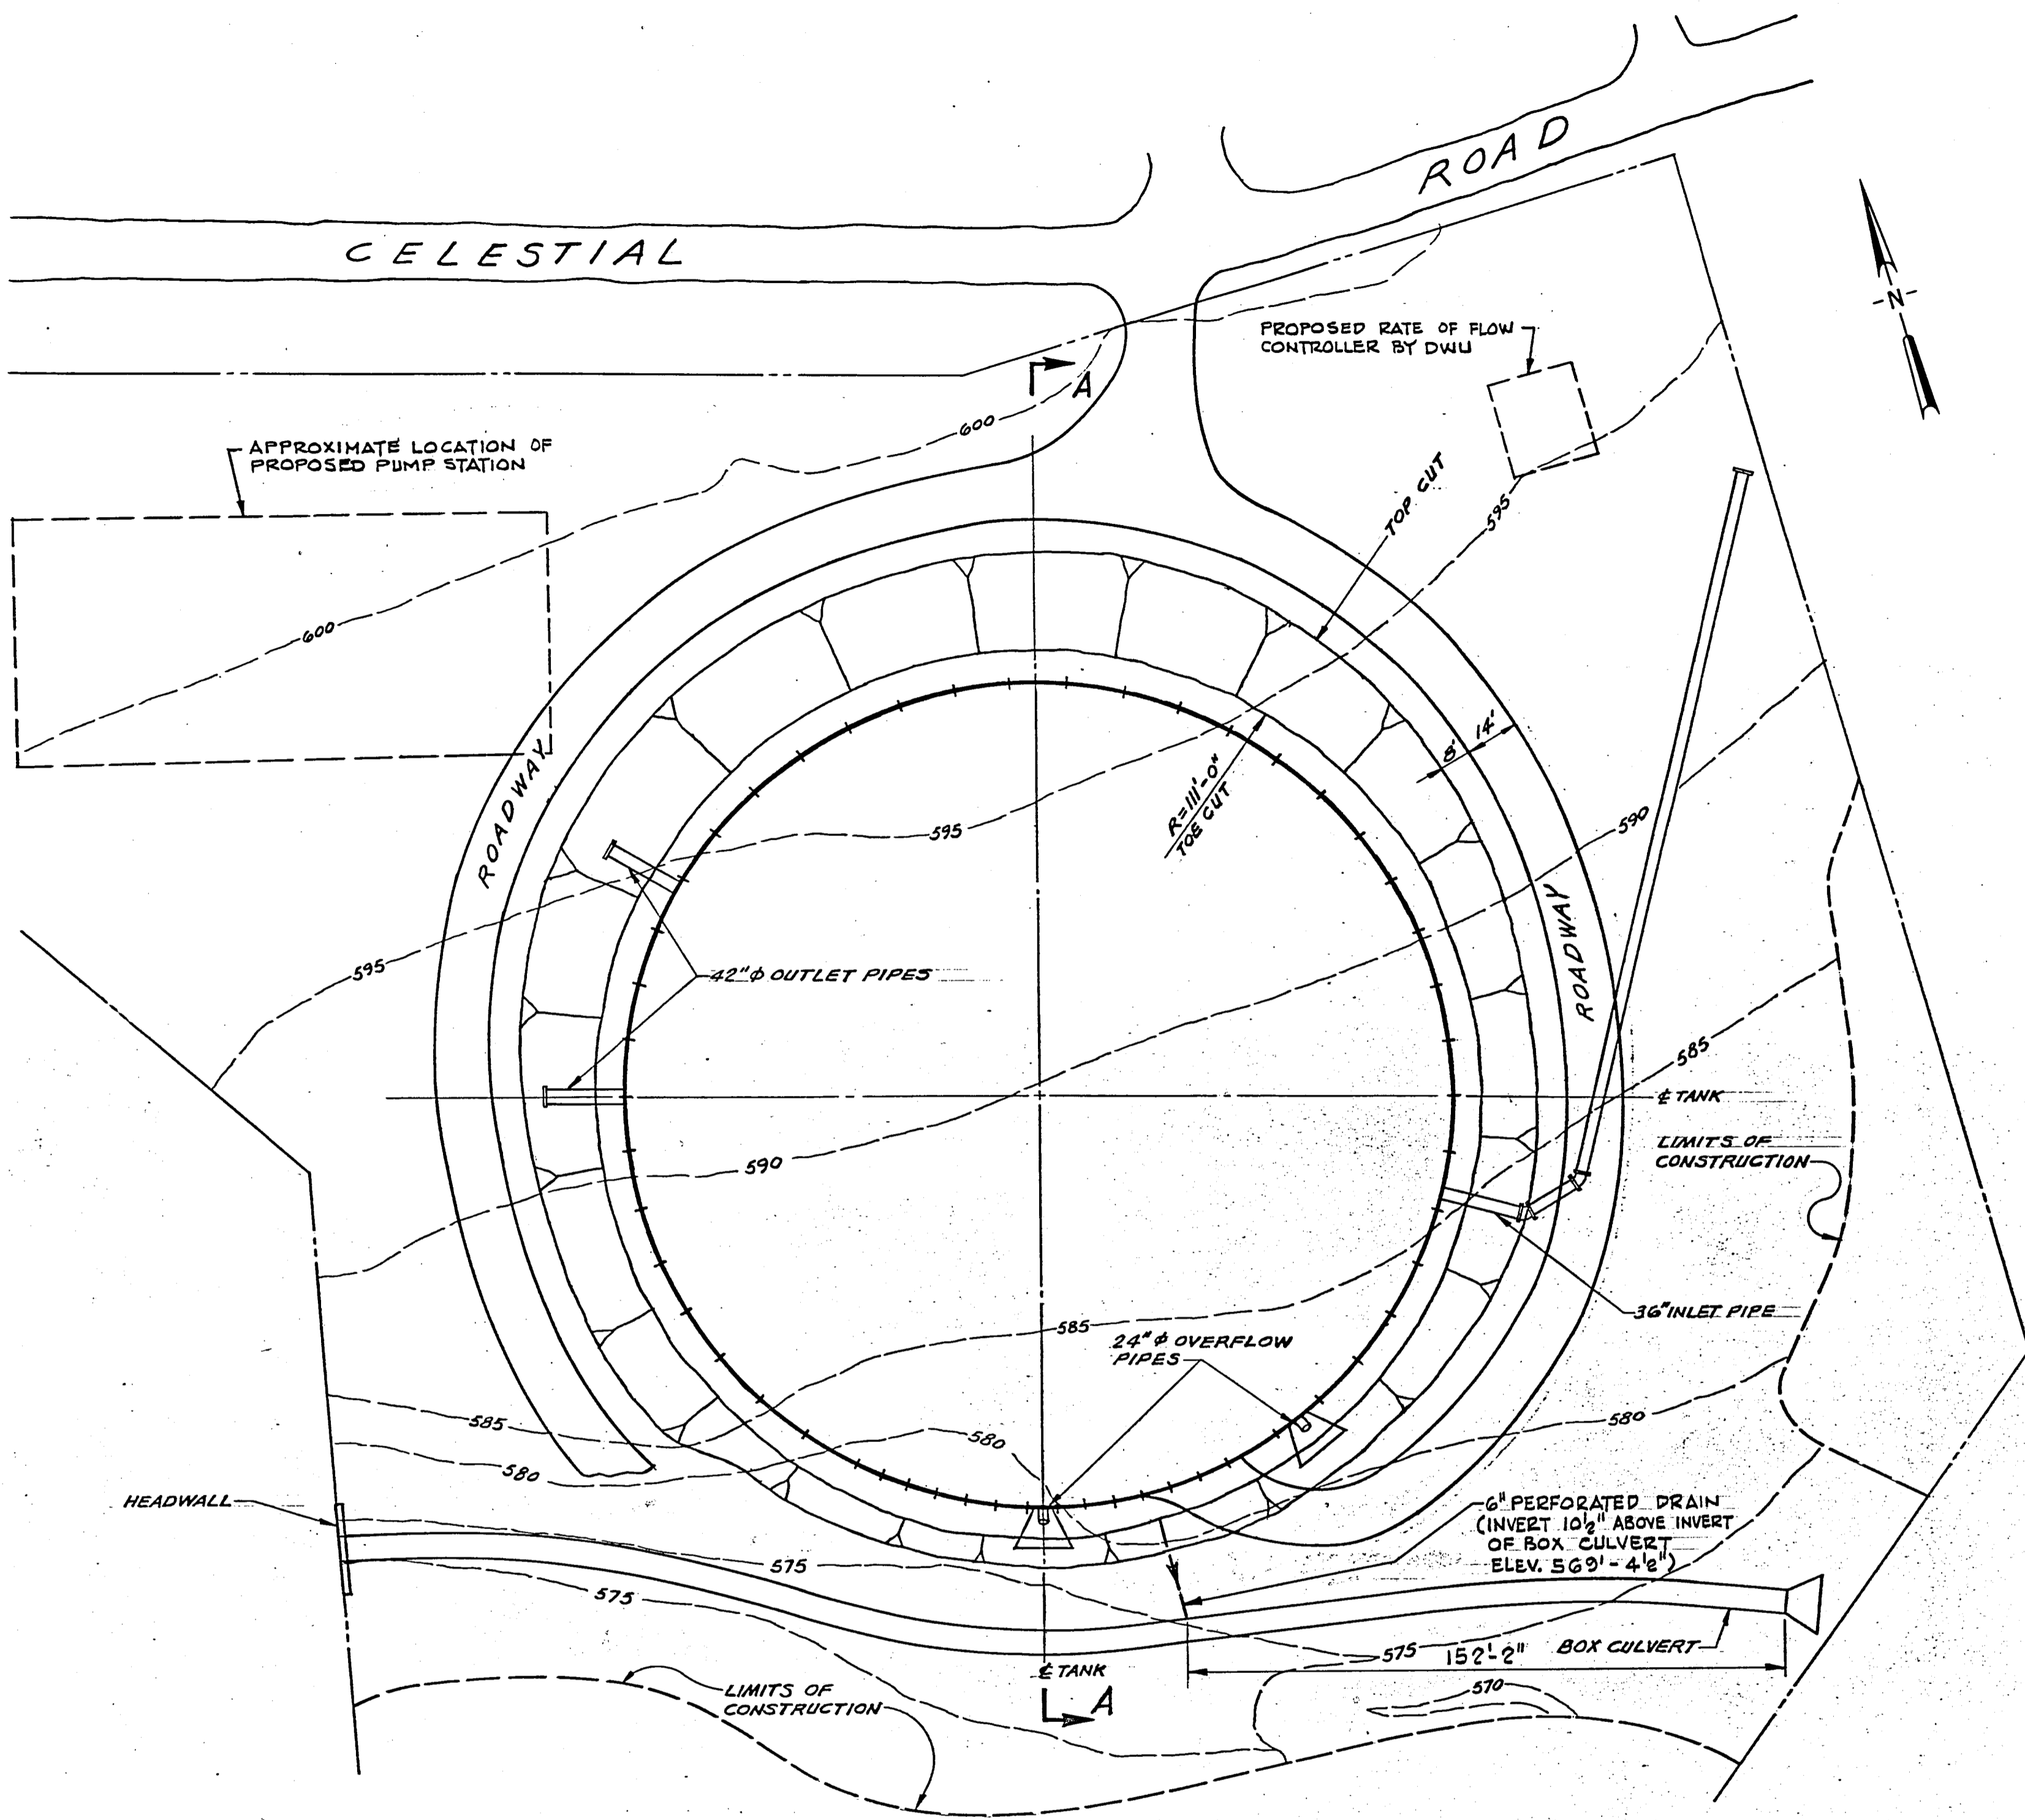 ROAD
CELESTIAL
-N-
PROPOSED RATE OF FLOW
CONTROLLER BY DWU
A
600
APPROXIMATE LOCATION OF
PROPOSED PUMP STATION
TOP CUT
595
600
8' 14'
ROADWAY
R=111'-0"
TOE CUT
595
590
ROADWAY
595
42"⌀ OUTLET PIPES
585
℄ TANK
LIMITS OF
CONSTRUCTION
590
36" INLET PIPE
585
24"⌀ OVERFLOW
PIPES
585
580
580
580
HEADWALL
6" PERFORATED DRAIN
(INVERT 10½" ABOVE INVERT
OF BOX CULVERT
ELEV. 569'-4½")
575
575
575
152'-2"
BOX CULVERT
℄ TANK
570
LIMITS OF
CONSTRUCTION
A